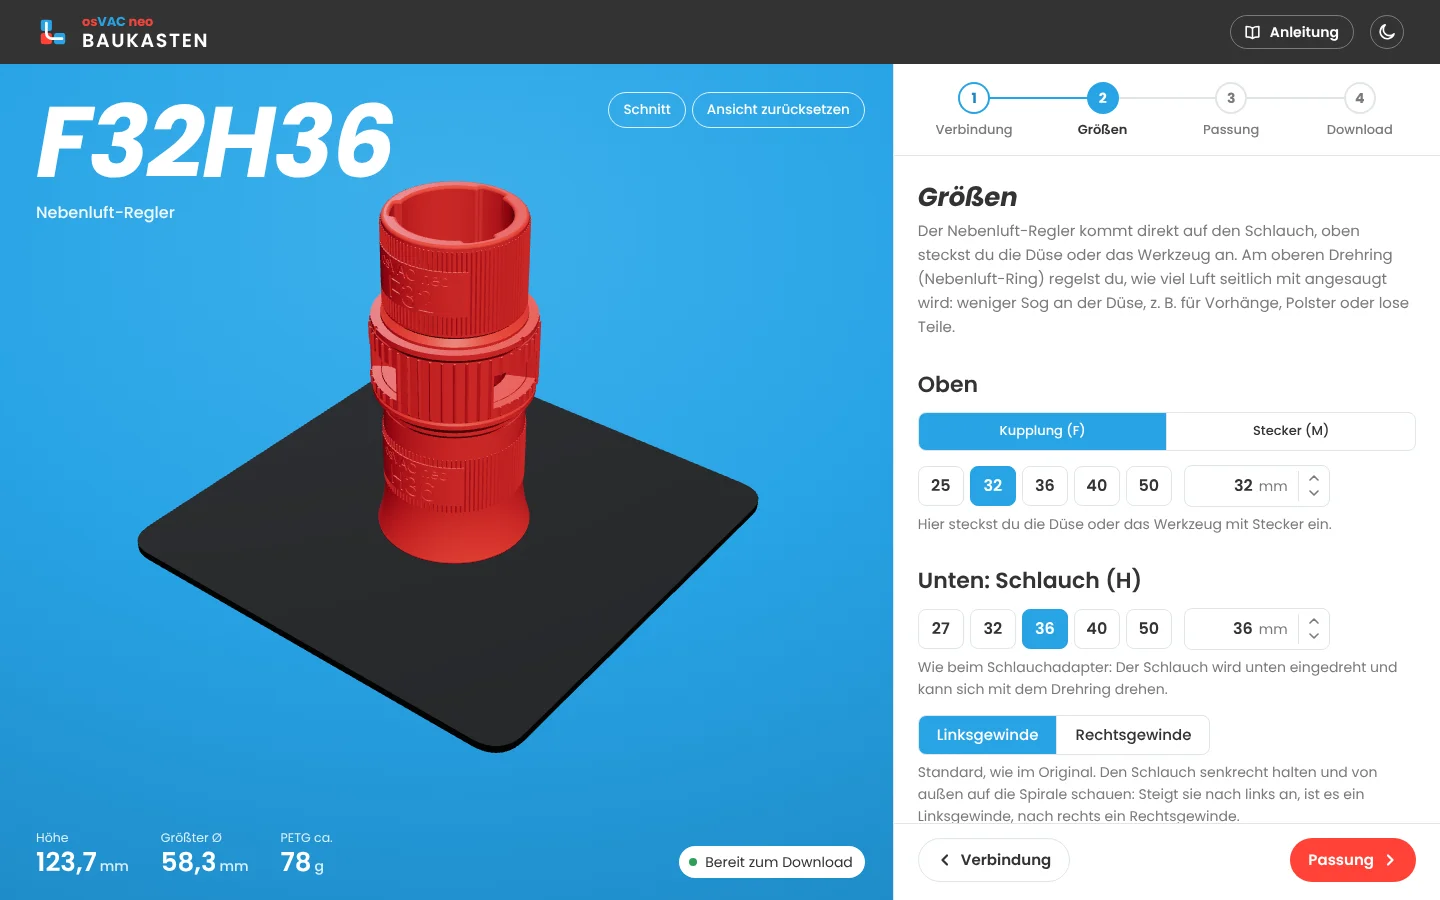 osVAC neo
BAUKASTEN
Anleitung
F32H36
Nebenluft-Regler
Schnitt
Ansicht zurücksetzen
Höhe
123,7 mm
Größter Ø
58,3 mm
PETG ca.
78 g
Bereit zum Download
1
2
3
4
Verbindung
Größen
Passung
Download
Größen
Der Nebenluft-Regler kommt direkt auf den Schlauch, oben
steckst du die Düse oder das Werkzeug an. Am oberen Drehring
(Nebenluft-Ring) regelst du, wie viel Luft seitlich mit angesaugt
wird: weniger Sog an der Düse, z. B. für Vorhänge, Polster oder lose
Teile.
Oben
Kupplung (F)
Stecker (M)
25
32
36
40
50
32 mm
Hier steckst du die Düse oder das Werkzeug mit Stecker ein.
Unten: Schlauch (H)
27
32
36
40
50
36 mm
Wie beim Schlauchadapter: Der Schlauch wird unten eingedreht und
kann sich mit dem Drehring drehen.
Linksgewinde
Rechtsgewinde
Standard, wie im Original. Den Schlauch senkrecht halten und von
außen auf die Spirale schauen: Steigt sie nach links an, ist es ein
Linksgewinde, nach rechts ein Rechtsgewinde.
Verbindung
Passung